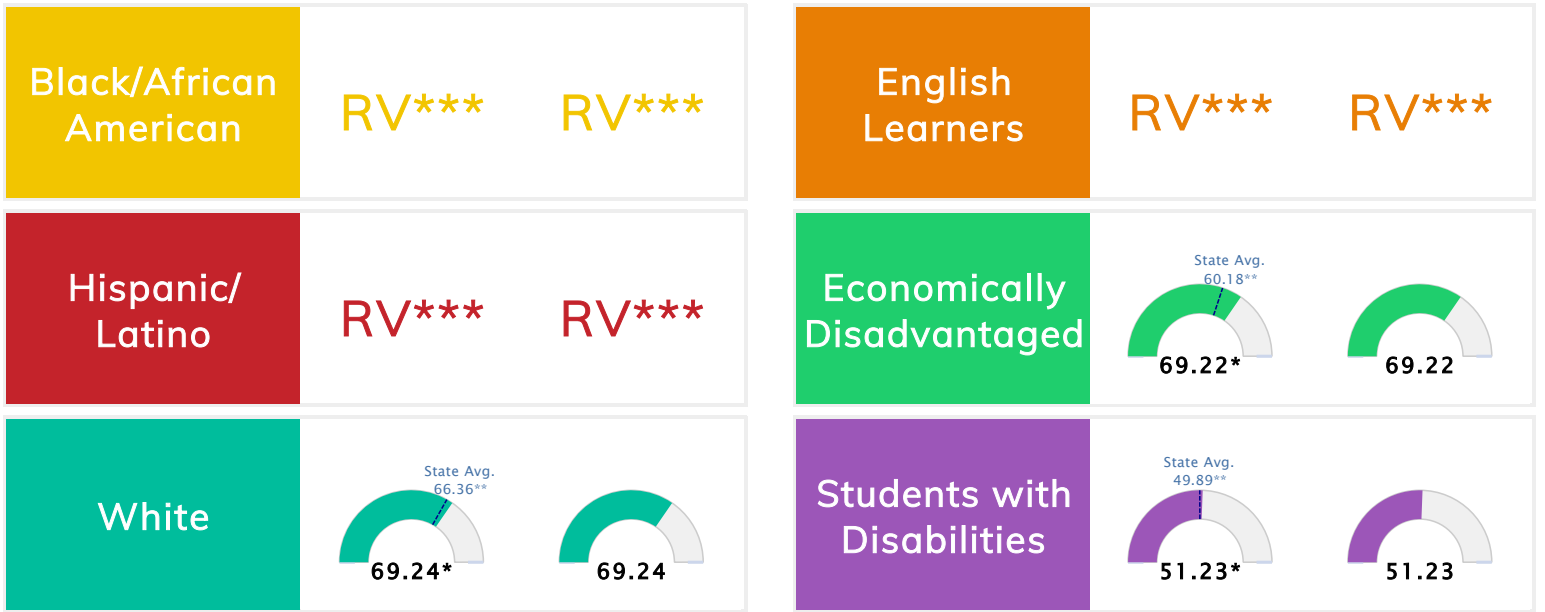 Black/African
American
RV*** RV***
English
Learners
RV*** RV***
Hispanic/
Latino
RV*** RV***
Economically
Disadvantaged
State Avg.
60.18**
69.22* 69.22
White
State Avg.
66.36**
69.24* 69.24
Students with
Disabilities
State Avg.
49.89**
51.23* 51.23